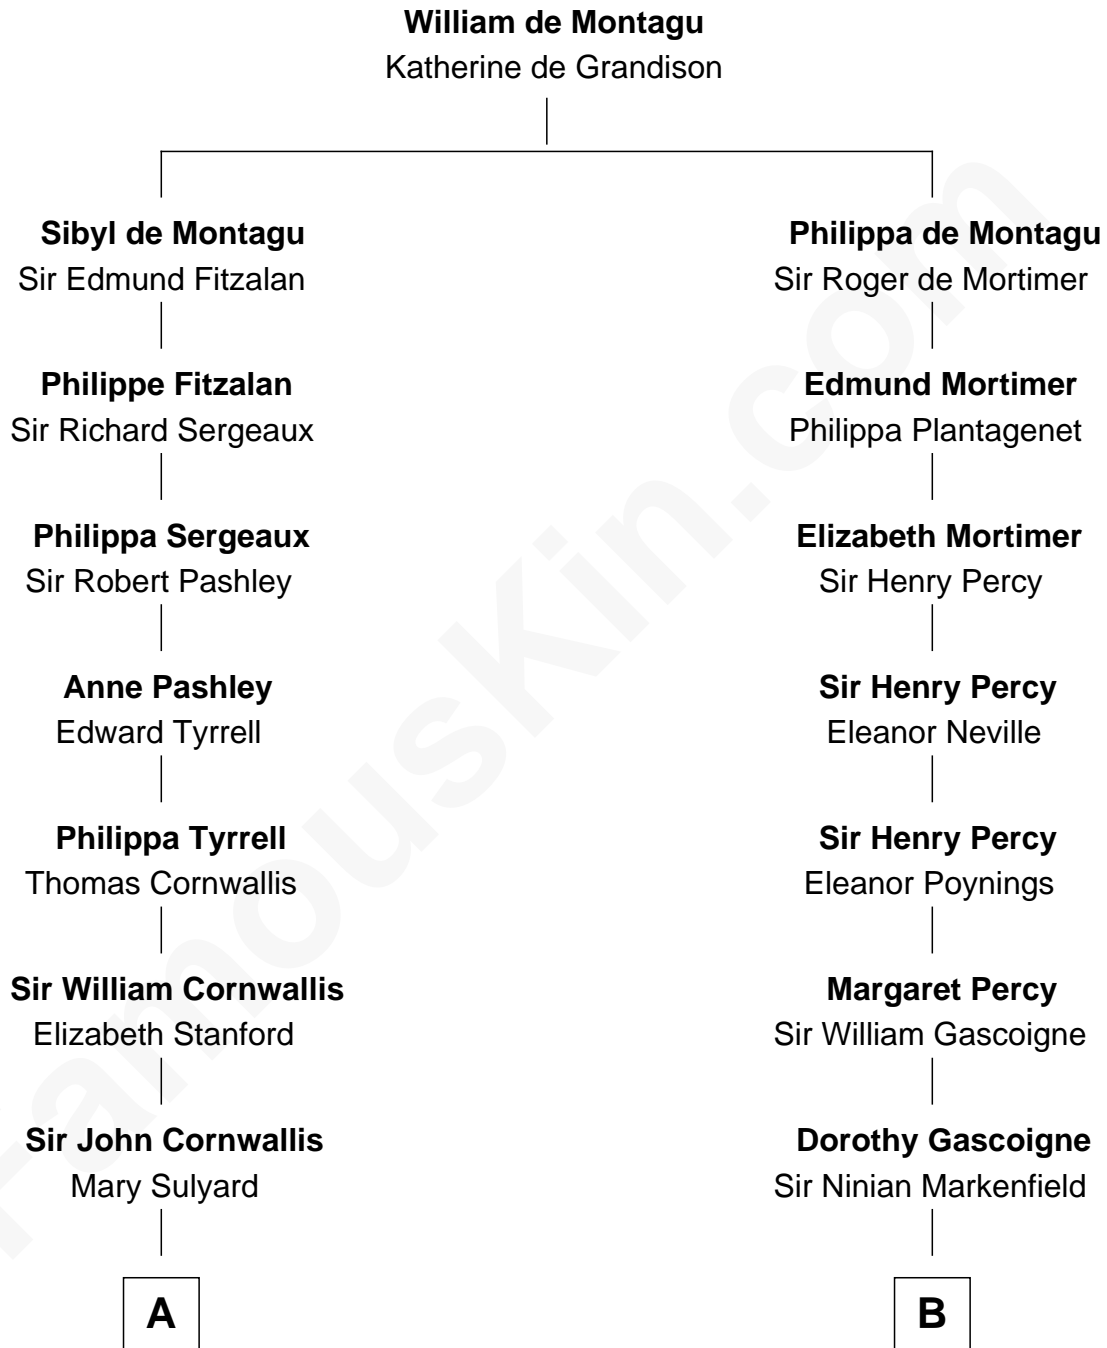 William de Montagu
Katherine de Grandison
Sibyl de Montagu
Sir Edmund Fitzalan
Philippa de Montagu
Sir Roger de Mortimer
Philippe Fitzalan
Sir Richard Sergeaux
Edmund Mortimer
Philippa Plantagenet
Philippa Sergeaux
Sir Robert Pashley
Elizabeth Mortimer
Sir Henry Percy
Anne Pashley
Edward Tyrrell
Sir Henry Percy
Eleanor Neville
Philippa Tyrrell
Thomas Cornwallis
Sir Henry Percy
Eleanor Poynings
Sir William Cornwallis
Elizabeth Stanford
Margaret Percy
Sir William Gascoigne
Sir John Cornwallis
Mary Sulyard
Dorothy Gascoigne
Sir Ninian Markenfield
A
B
FamousKin.com